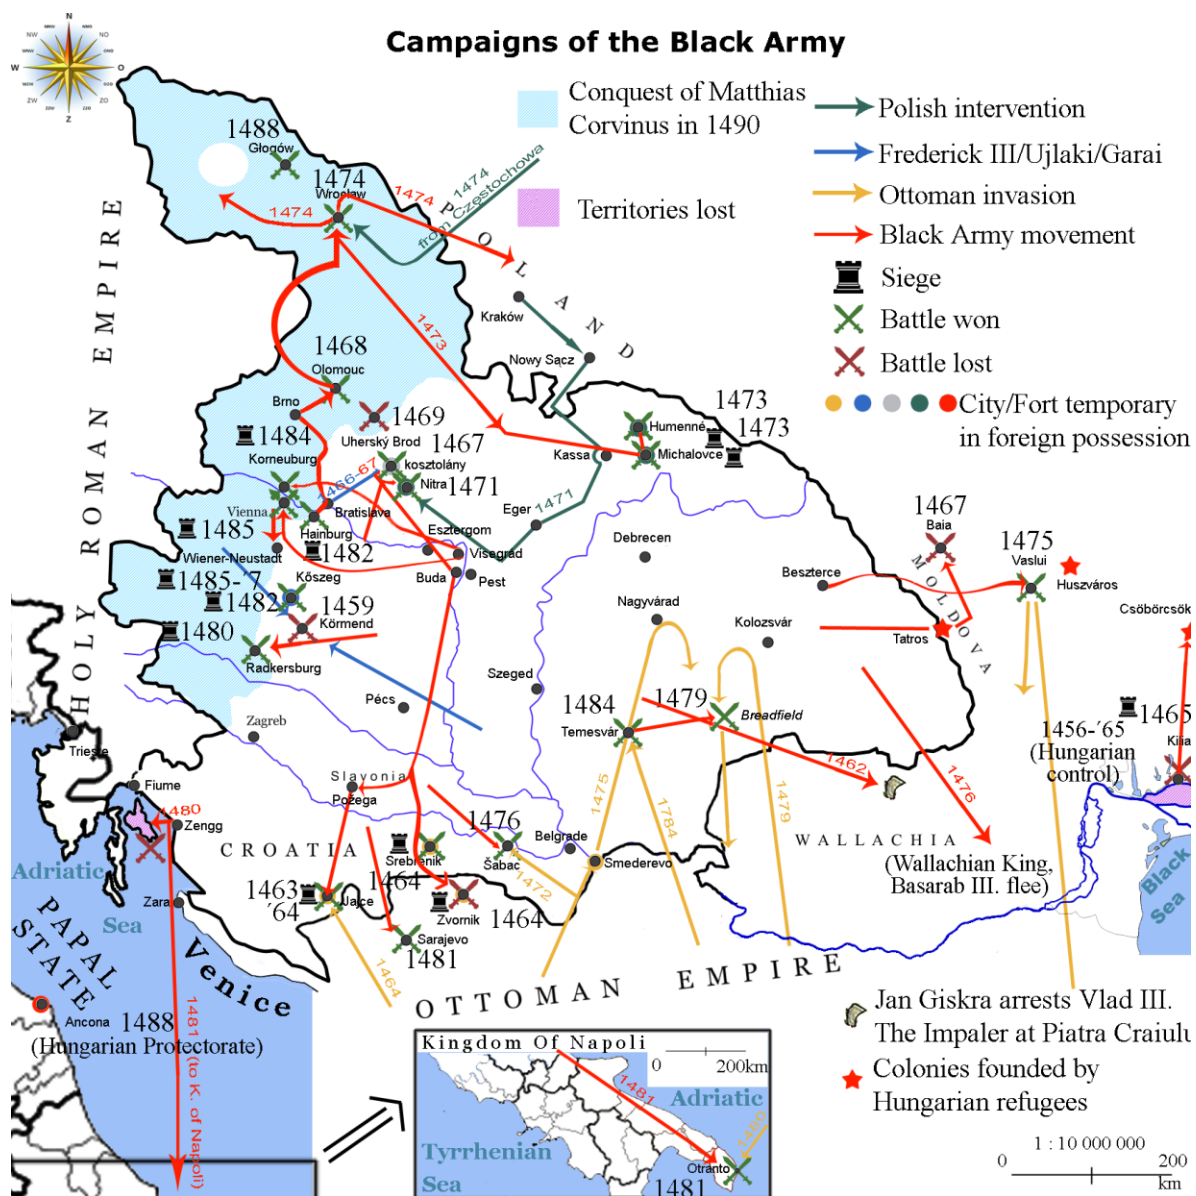 Campaigns of the Black Army
N
W
O
Z
NW
NO
ZW
ZO
Conquest of Matthias
Corvinus in 1490
Territories lost
Polish intervention
Frederick III/Ujlaki/Garai
Ottoman invasion
Black Army movement
Siege
Battle won
Battle lost
City/Fort temporary
in foreign possession
HOLY ROMAN EMPIRE
POLAND
1488
Głogów
1474
Wrocław
1474
1474
1474
from Częstochowa
Kraków
Nowy Sącz
1473
1468
Olomouc
Brno
1469
Uherský Brod
1484
Korneuburg
1467
kosztolány
Nitra
1471
1466-67
Vienna
Bratislava
Hainburg
1485
Wiener-Neustadt
1482
Esztergom
Visegrád
Buda
Pest
Eger
1471
Kassa
1473
Humenné
1473
Michalovce
1485-7
Kőszeg
1482
1459
Körmend
1480
Radkersburg
Debrecen
Nagyvárad
Kolozsvár
Beszterce
1467
Baia
MOLDOVA
1475
Vaslui
Huszváros
Csöbörcsök
Tatros
Szeged
Pécs
Zagreb
Trieste
Fiume
1484
Temesvár
1479
Breadfield
1462
1476
1456-´65
(Hungarian
control)
1465
Kilia
Slavonia
Pożega
1480
Zengg
CROATIA
Adriatic
Sea
Zara
1476
Šabac
Belgrade
Smederevo
Srebrenik
1464
1463
´64
Jajce
Zvornik
1464
1472
1475
1784
1479
Sarajevo
1481
1464
WALLACHIA
(Wallachian King,
Basarab III. flee)
Black
Sea
PAPAL
STATE
Venice
OTTOMAN EMPIRE
Ancona
1488
(Hungarian Protectorate)
1481 (to K. of Napoli)
Kingdom Of Napoli
0
200km
1481
Adriatic
1480
Tyrrhenian
Sea
Otranto
1481
Jan Giskra arrests Vlad III.
The Impaler at Piatra Craiulu
Colonies founded by
Hungarian refugees
1 : 10 000 000
0
200
km